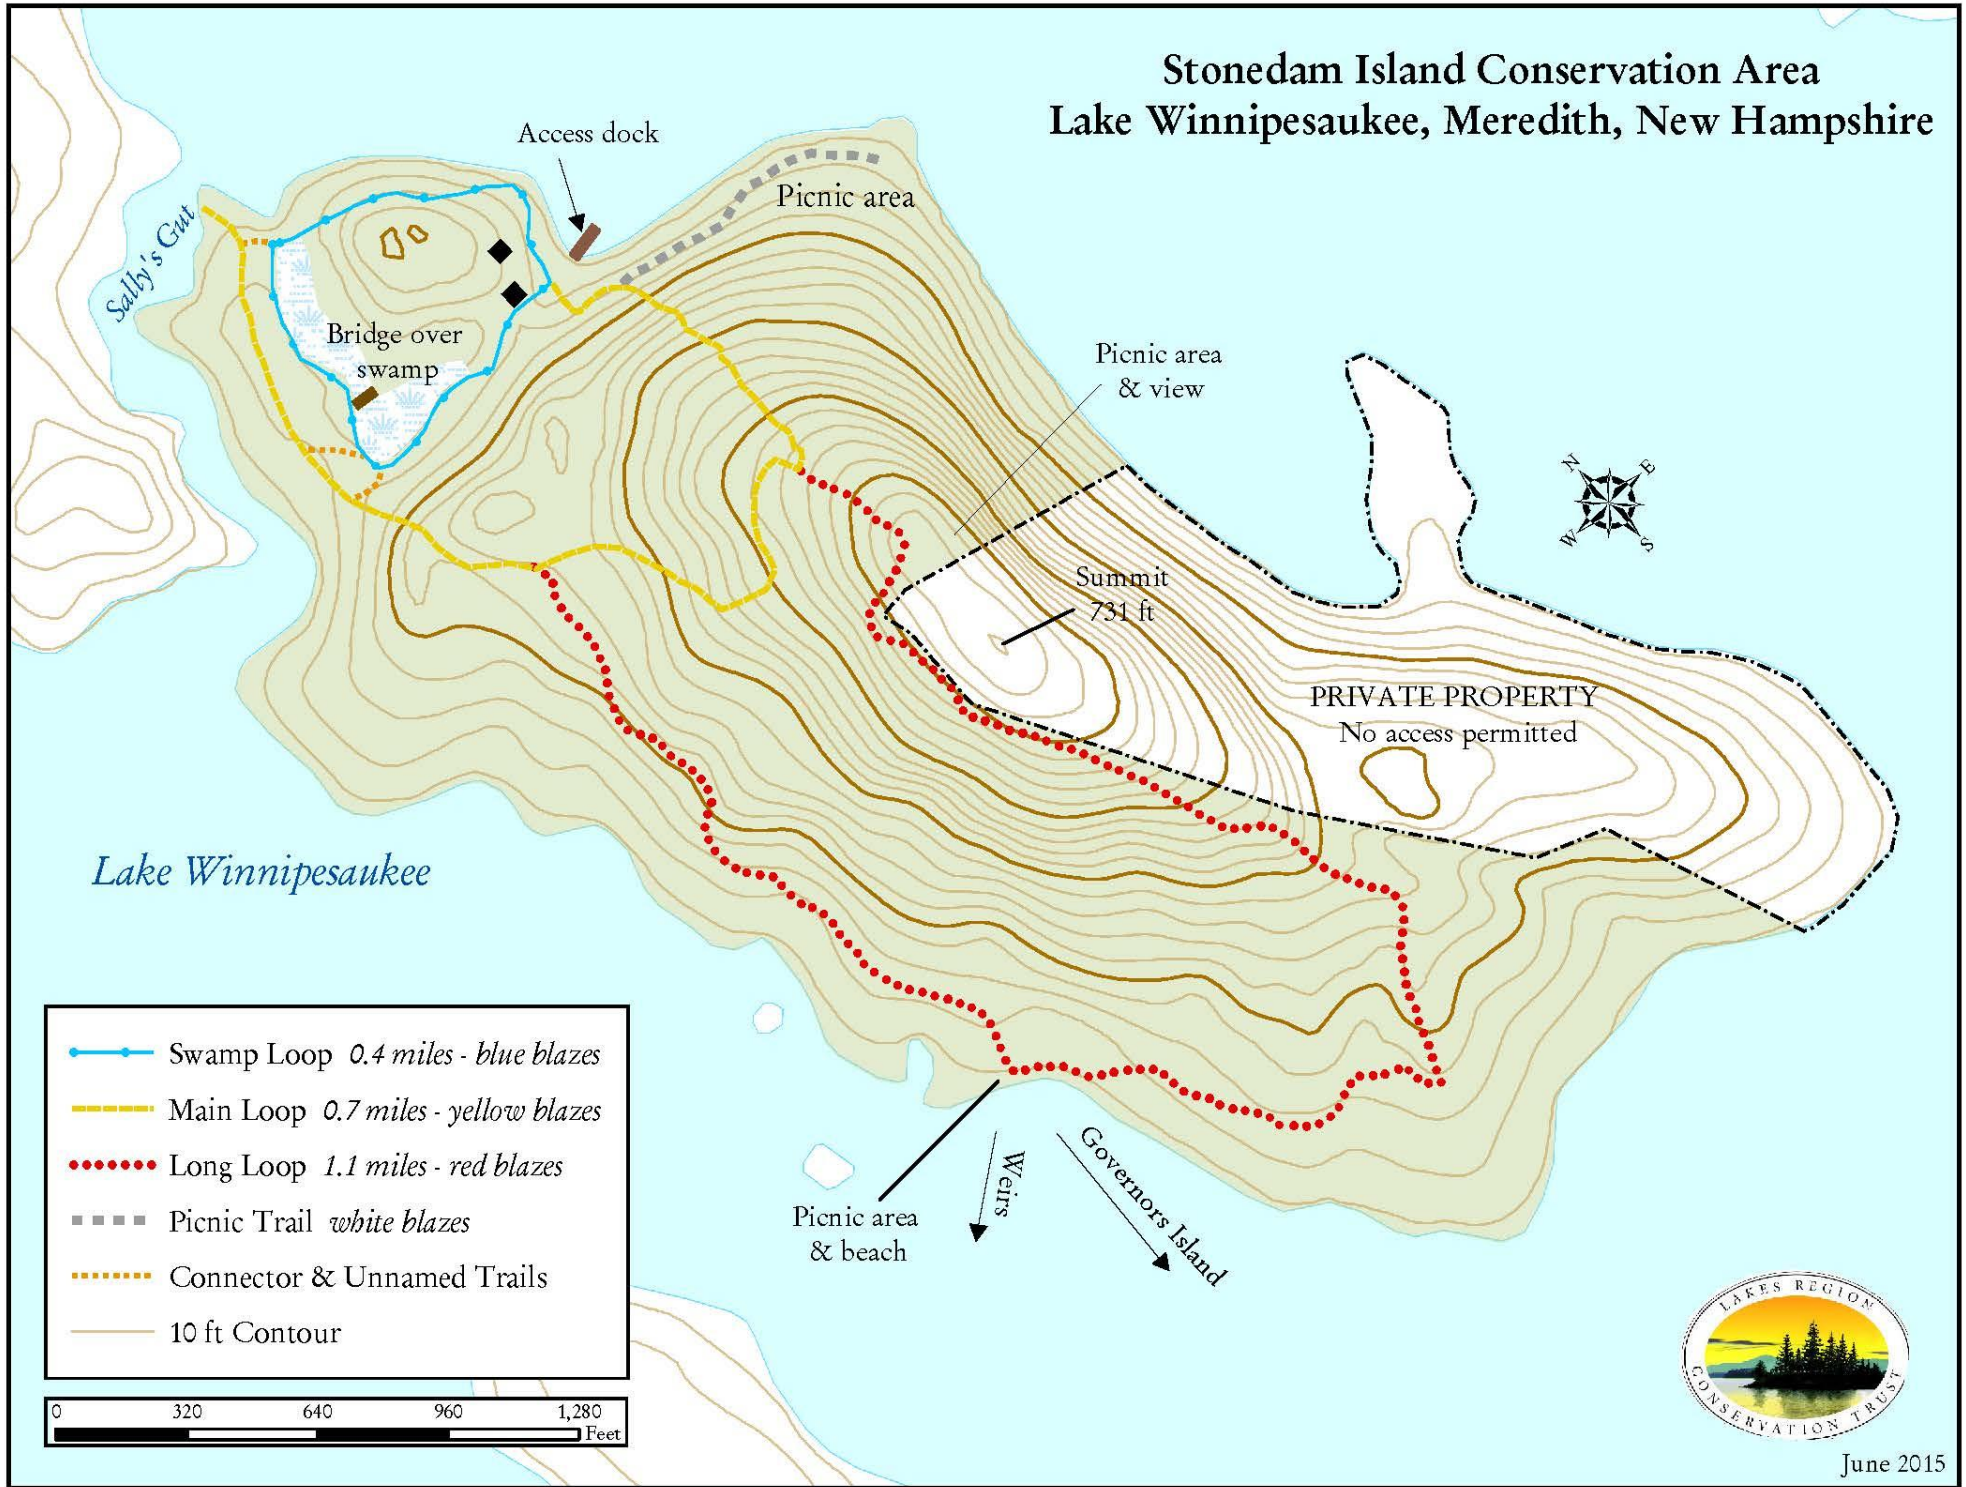 Stonedam Island Conservation Area
Lake Winnipesaukee, Meredith, New Hampshire
Access dock
Picnic area
Sally's Gut
Bridge over
swamp
Picnic area
& view
N
E
W
S
Summit
731 ft
PRIVATE PROPERTY
No access permitted
Lake Winnipesaukee
Swamp Loop 0.4 miles - blue blazes
Main Loop 0.7 miles - yellow blazes
Long Loop 1.1 miles - red blazes
Picnic Trail white blazes
Connector & Unnamed Trails
10 ft Contour
Picnic area
& beach
Weirs
Governors Island
0 320 640 960 1,280
Feet
LAKES REGION
CONSERVATION TRUST
June 2015